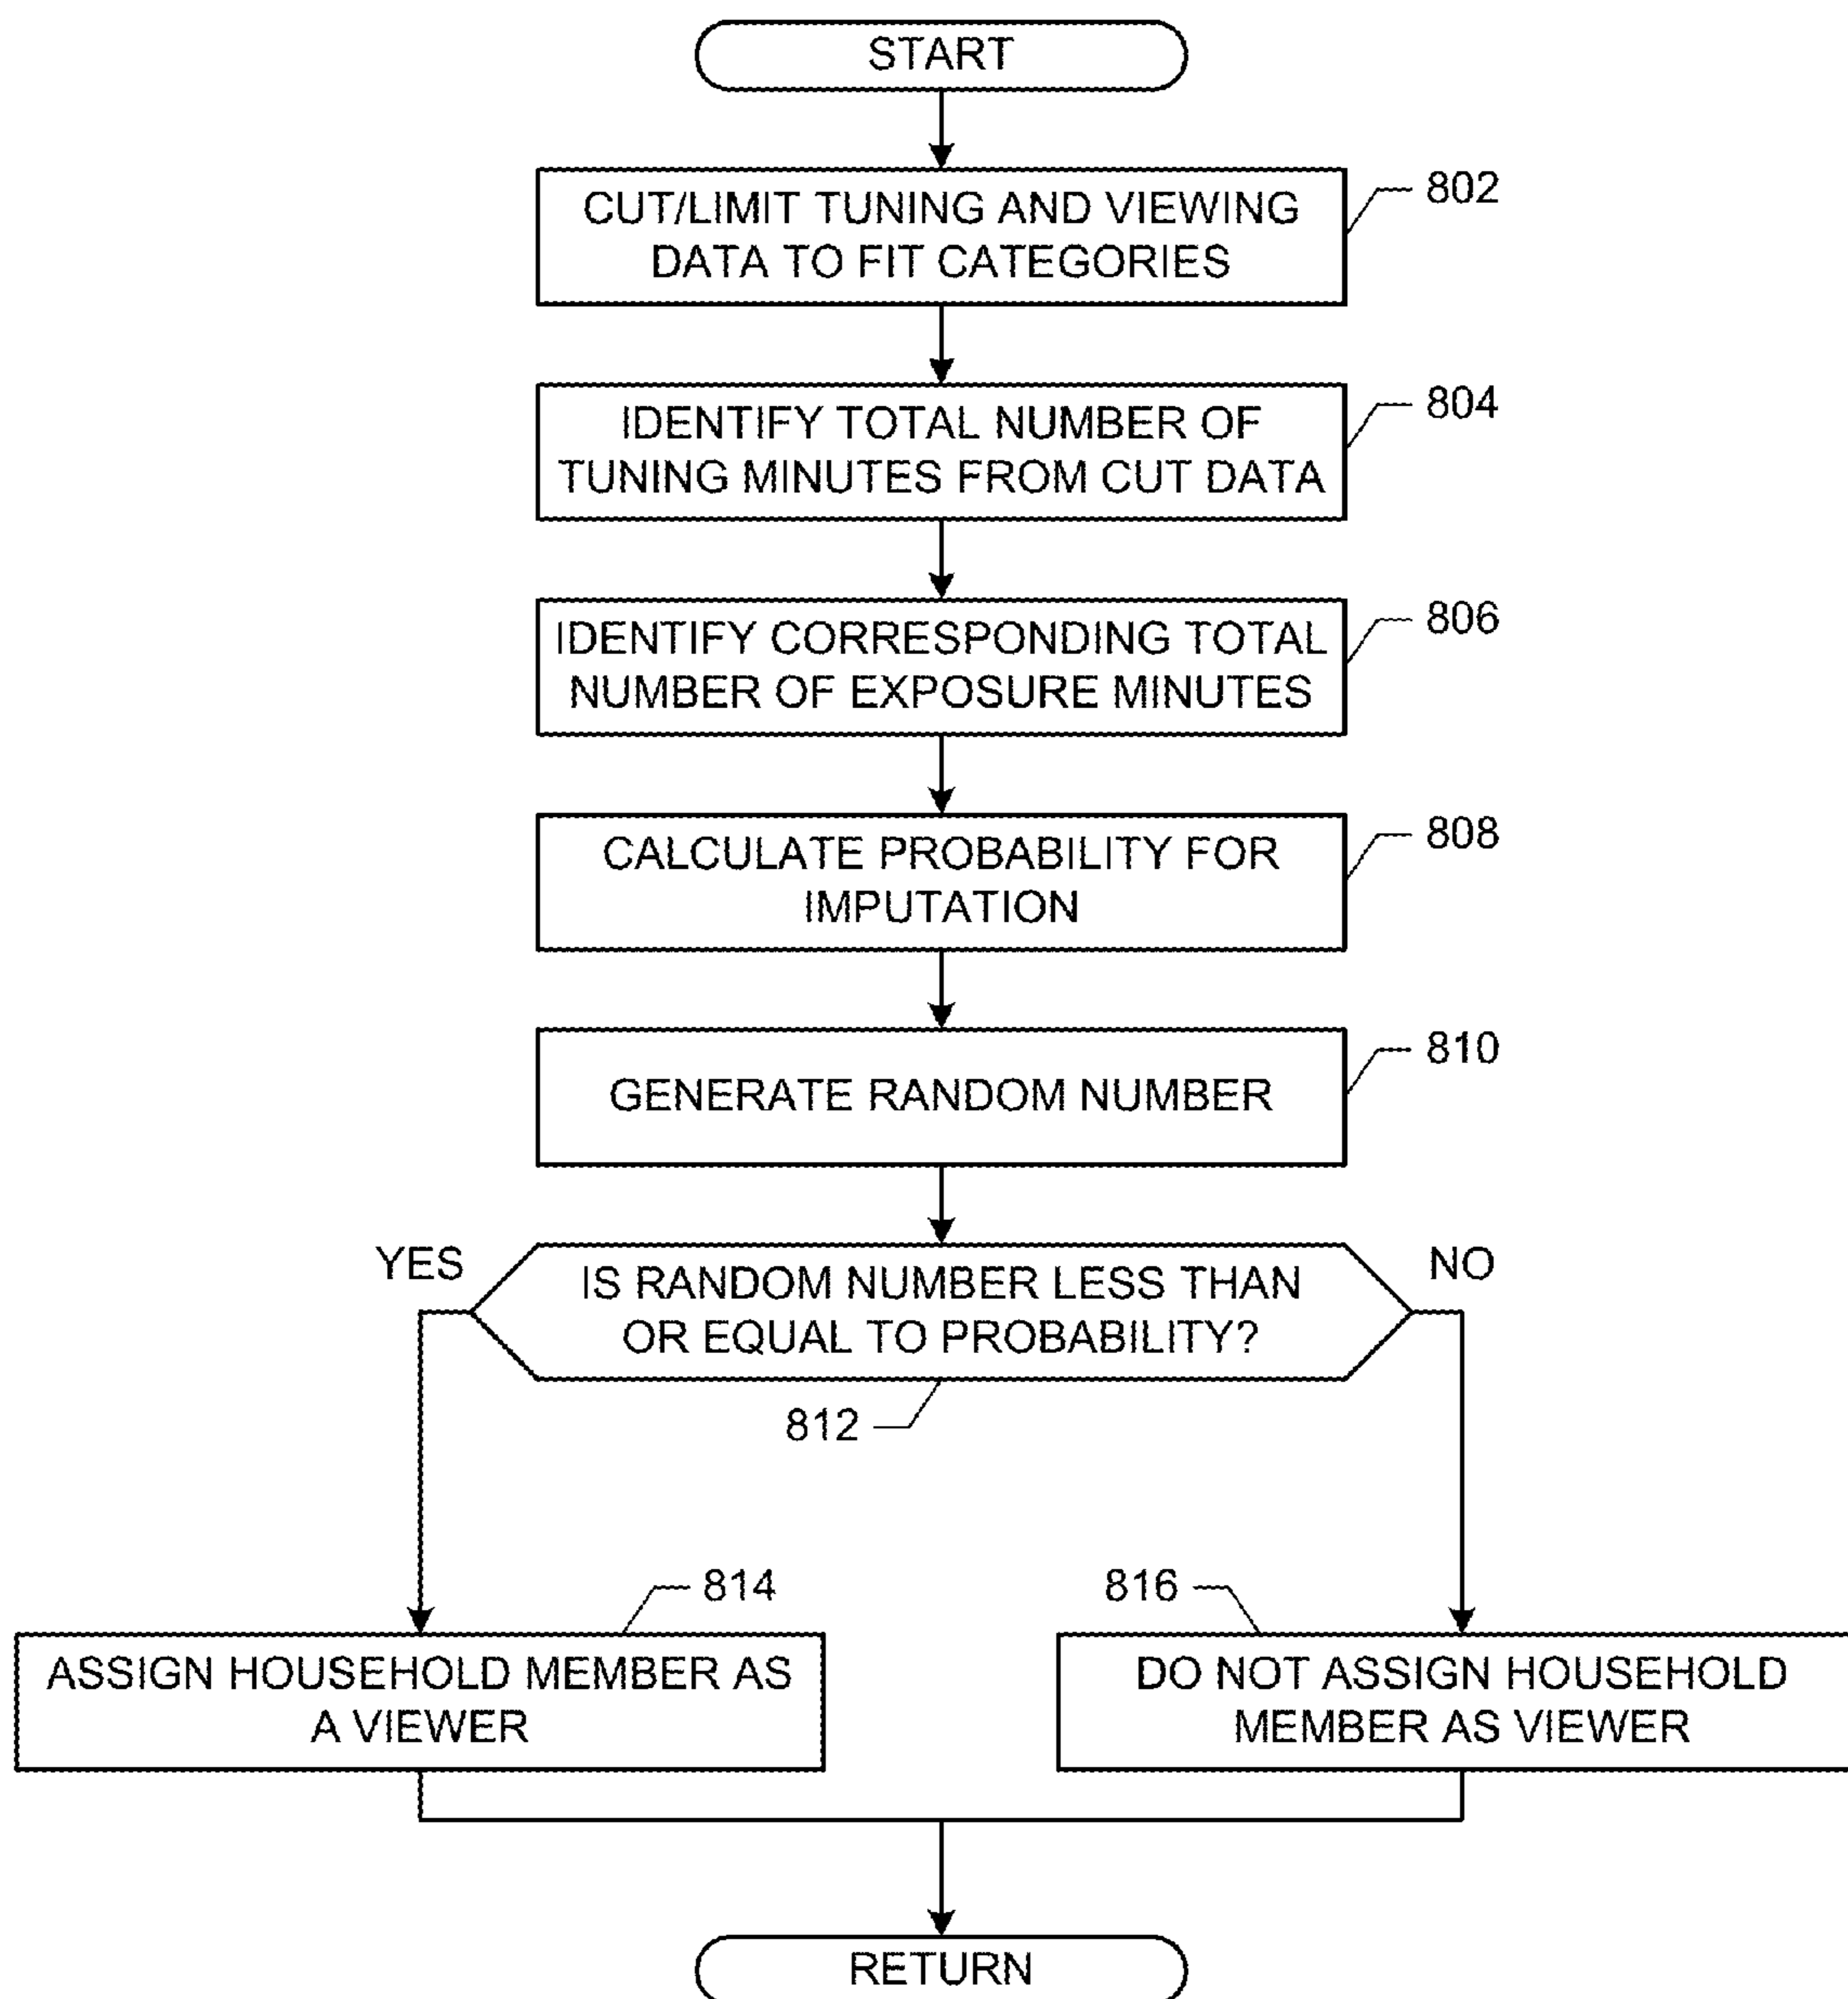 START
CUT/LIMIT TUNING AND VIEWING
DATA TO FIT CATEGORIES
802
IDENTIFY TOTAL NUMBER OF
TUNING MINUTES FROM CUT DATA
804
IDENTIFY CORRESPONDING TOTAL
NUMBER OF EXPOSURE MINUTES
806
CALCULATE PROBABILITY FOR
IMPUTATION
808
GENERATE RANDOM NUMBER
810
YES
IS RANDOM NUMBER LESS THAN
OR EQUAL TO PROBABILITY?
NO
812
814
ASSIGN HOUSEHOLD MEMBER AS
A VIEWER
816
DO NOT ASSIGN HOUSEHOLD
MEMBER AS VIEWER
RETURN